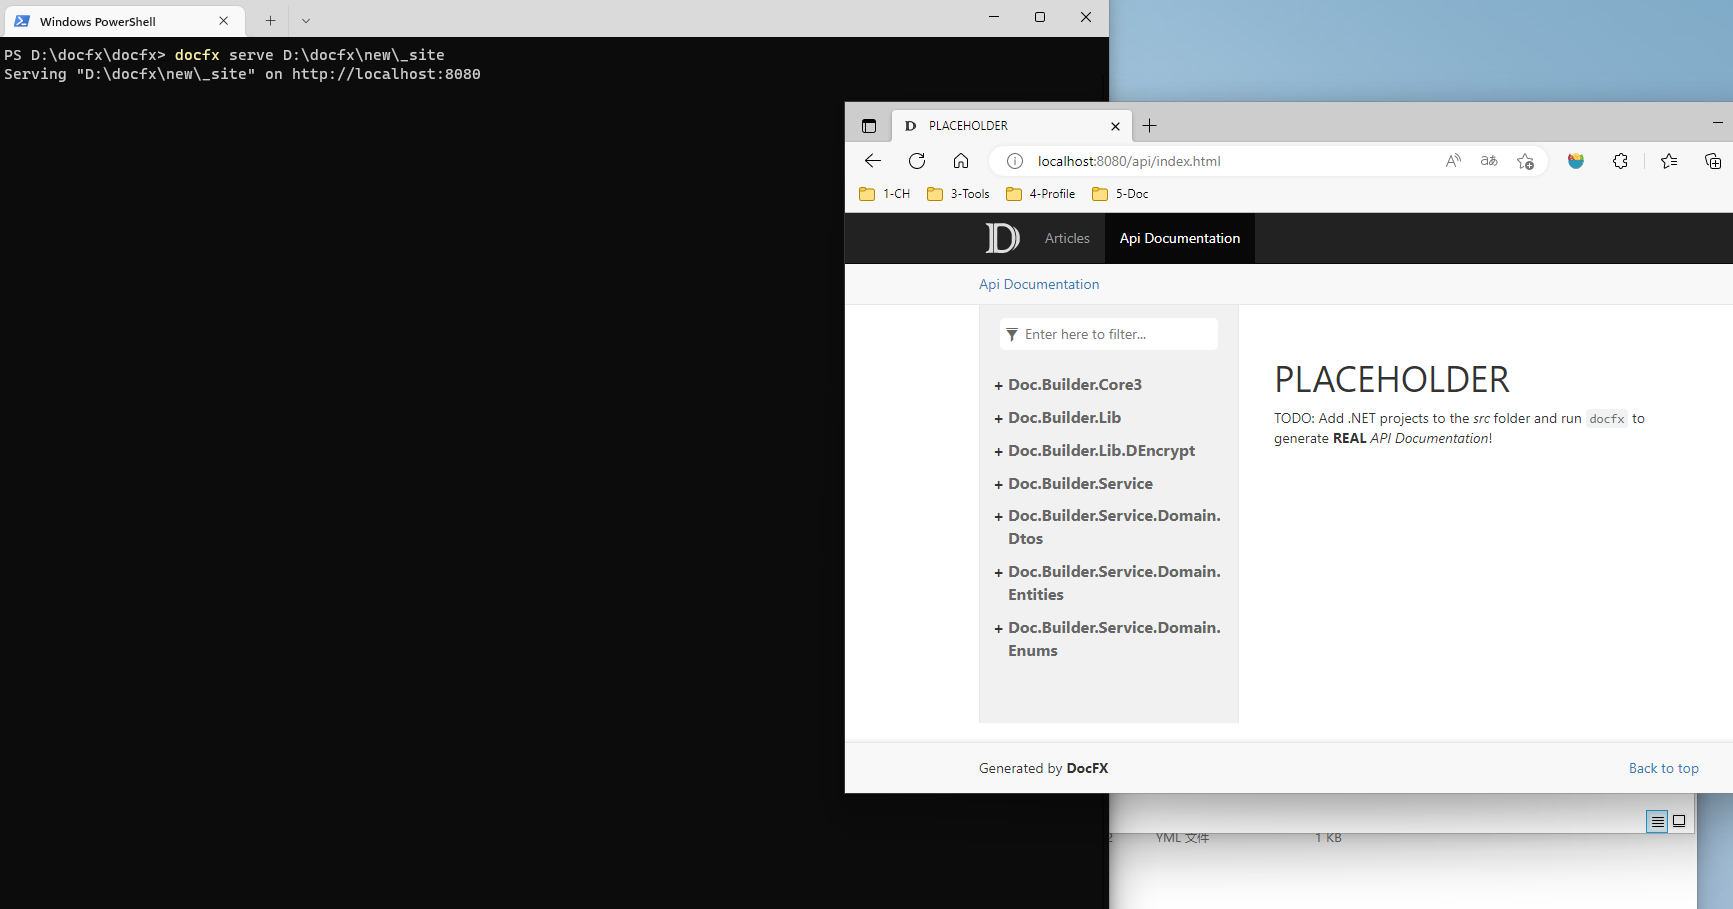 Windows PowerShell
PS D:\docfx\docfx> docfx serve D:\docfx\new\_site
Serving "D:\docfx\new\_site" on http://localhost:8080
PLACEHOLDER
localhost:8080/api/index.html
1-CH
3-Tools
4-Profile
5-Doc
Articles
Api Documentation
Api Documentation
Enter here to filter...
+ Doc.Builder.Core3
+ Doc.Builder.Lib
+ Doc.Builder.Lib.DEncrypt
+ Doc.Builder.Service
+ Doc.Builder.Service.Domain.
Dtos
+ Doc.Builder.Service.Domain.
Entities
+ Doc.Builder.Service.Domain.
Enums
PLACEHOLDER
TODO: Add .NET projects to the src folder and run docfx to
generate REAL API Documentation!
Generated by DocFX
Back to top
YML 文件
1 KB